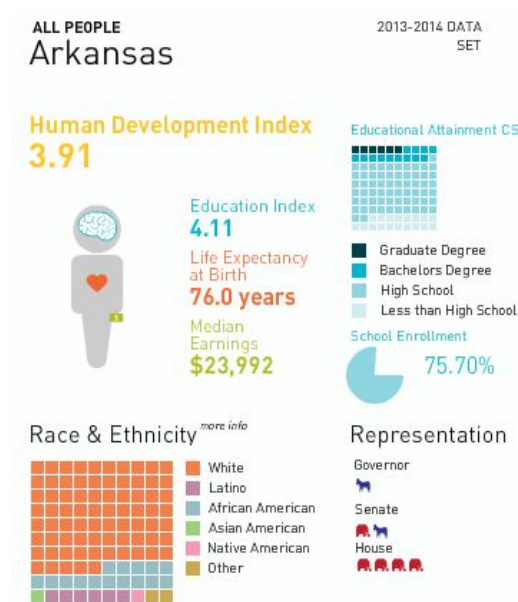 ALL PEOPLE
Arkansas
2013-2014 DATA
SET
Human Development Index
3.91
Education Index
4.11
Life Expectancy
at Birth
76.0 years
Median
Earnings
$23,992
Educational Attainment CS
Graduate Degree
Bachelors Degree
High School
Less than High School
School Enrollment
75.70%
Race & Ethnicity more info
White
Latino
African American
Asian American
Native American
Other
Representation
Governor
Senate
House